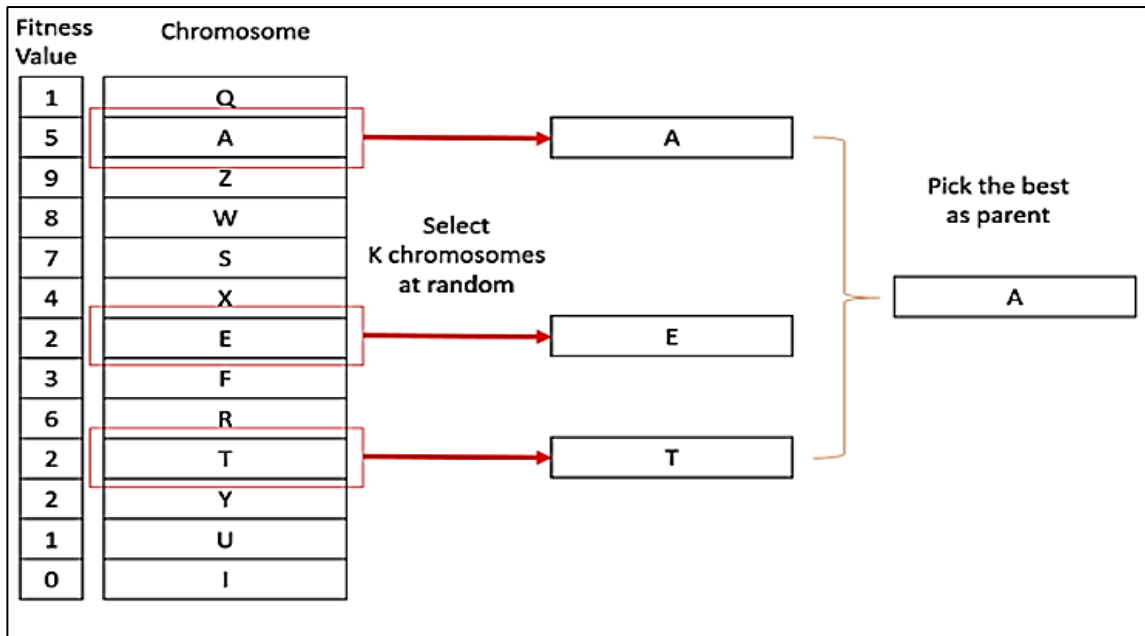 Fitness
Value
Chromosome
1 Q
5 A
9 Z
8 W
7 S
4 X
2 E
3 F
6 R
2 T
2 Y
1 U
0 I
Select
K chromosomes
at random
A
E
T
Pick the best
as parent
A